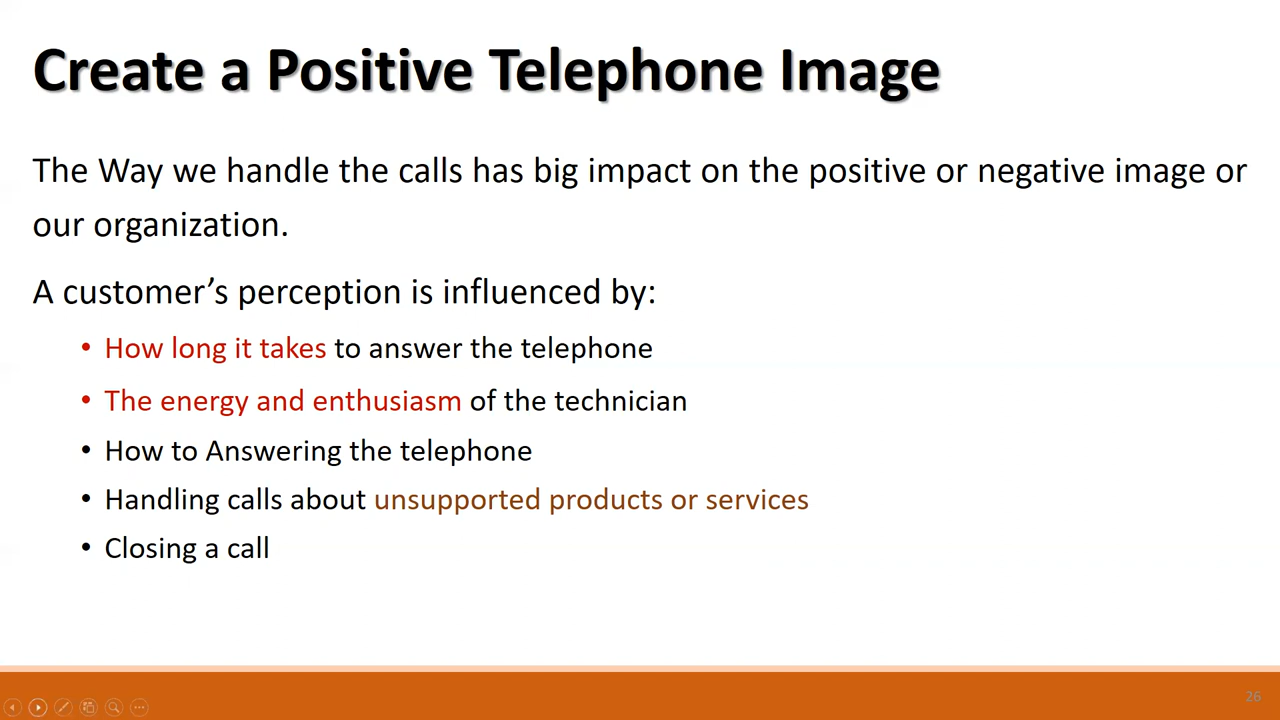 Create a Positive Telephone Image
The Way we handle the calls has big impact on the positive or negative image or
our organization.
A customer’s perception is influenced by:
• How long it takes to answer the telephone
• The energy and enthusiasm of the technician
• How to Answering the telephone
• Handling calls about unsupported products or services
• Closing a call
26